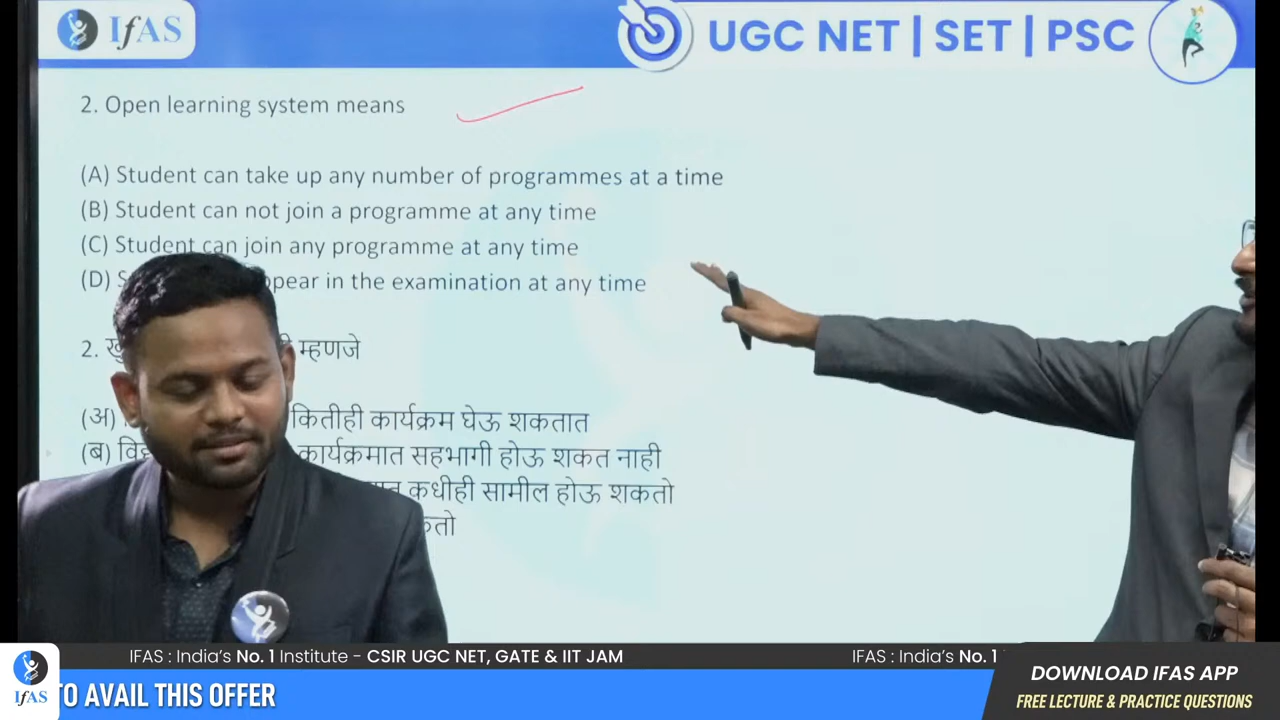 IfAS
UGC NET | SET | PSC
2. Open learning system means
(A) Student can take up any number of programmes at a time
(B) Student can not join a programme at any time
(C) Student can join any programme at any time
(D) in the examination at any time
2. म्हणजे
(अ) कितीही कार्यक्रम घेऊ शकतात
(ब) कार्यक्रमात सहभागी होऊ शकत नाही
कधीही सामील होऊ शकतो
IFAS : India's No. 1 Institute - CSIR UGC NET, GATE & IIT JAM
IFAS : India's No. 1
IfAS
TO AVAIL THIS OFFER
DOWNLOAD IFAS APP
FREE LECTURE & PRACTICE QUESTIONS